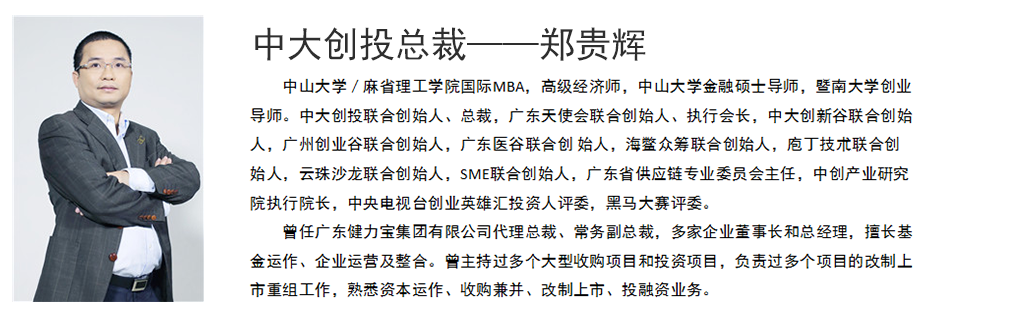 中大创投总裁——郑贵辉
中山大学／麻省理工学院国际MBA，高级经济师，中山大学金融硕士导师，暨南大学创业
导师。中大创投联合创始人、总裁，广东天使会联合创始人、执行会长，中大创新谷联合创始
人，广州创业谷联合创始人，广东医谷联合创 始人，海鳖众筹联合创始人，庖丁技术联合创
始人，云珠沙龙联合创始人，SME联合创始人，广东省供应链专业委员会主任，中创产业研究
院执行院长，中央电视台创业英雄汇投资人评委，黑马大赛评委。
曾任广东健力宝集团有限公司代理总裁、常务副总裁，多家企业董事长和总经理，擅长基
金运作、企业运营及整合。曾主持过多个大型收购项目和投资项目，负责过多个项目的改制上
市重组工作，熟悉资本运作、收购兼并、改制上市、投融资业务。